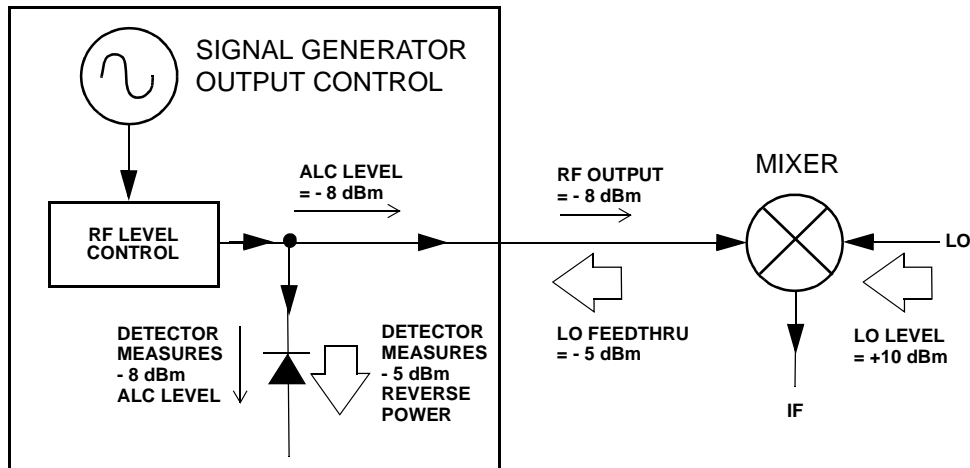 SIGNAL GENERATOR
OUTPUT CONTROL
ALC LEVEL
= - 8 dBm
RF OUTPUT
= - 8 dBm
MIXER
RF LEVEL
CONTROL
LO
DETECTOR
MEASURES
- 8 dBm
ALC LEVEL
DETECTOR
MEASURES
- 5 dBm
REVERSE
POWER
LO FEEDTHRU
= - 5 dBm
LO LEVEL
= +10 dBm
IF